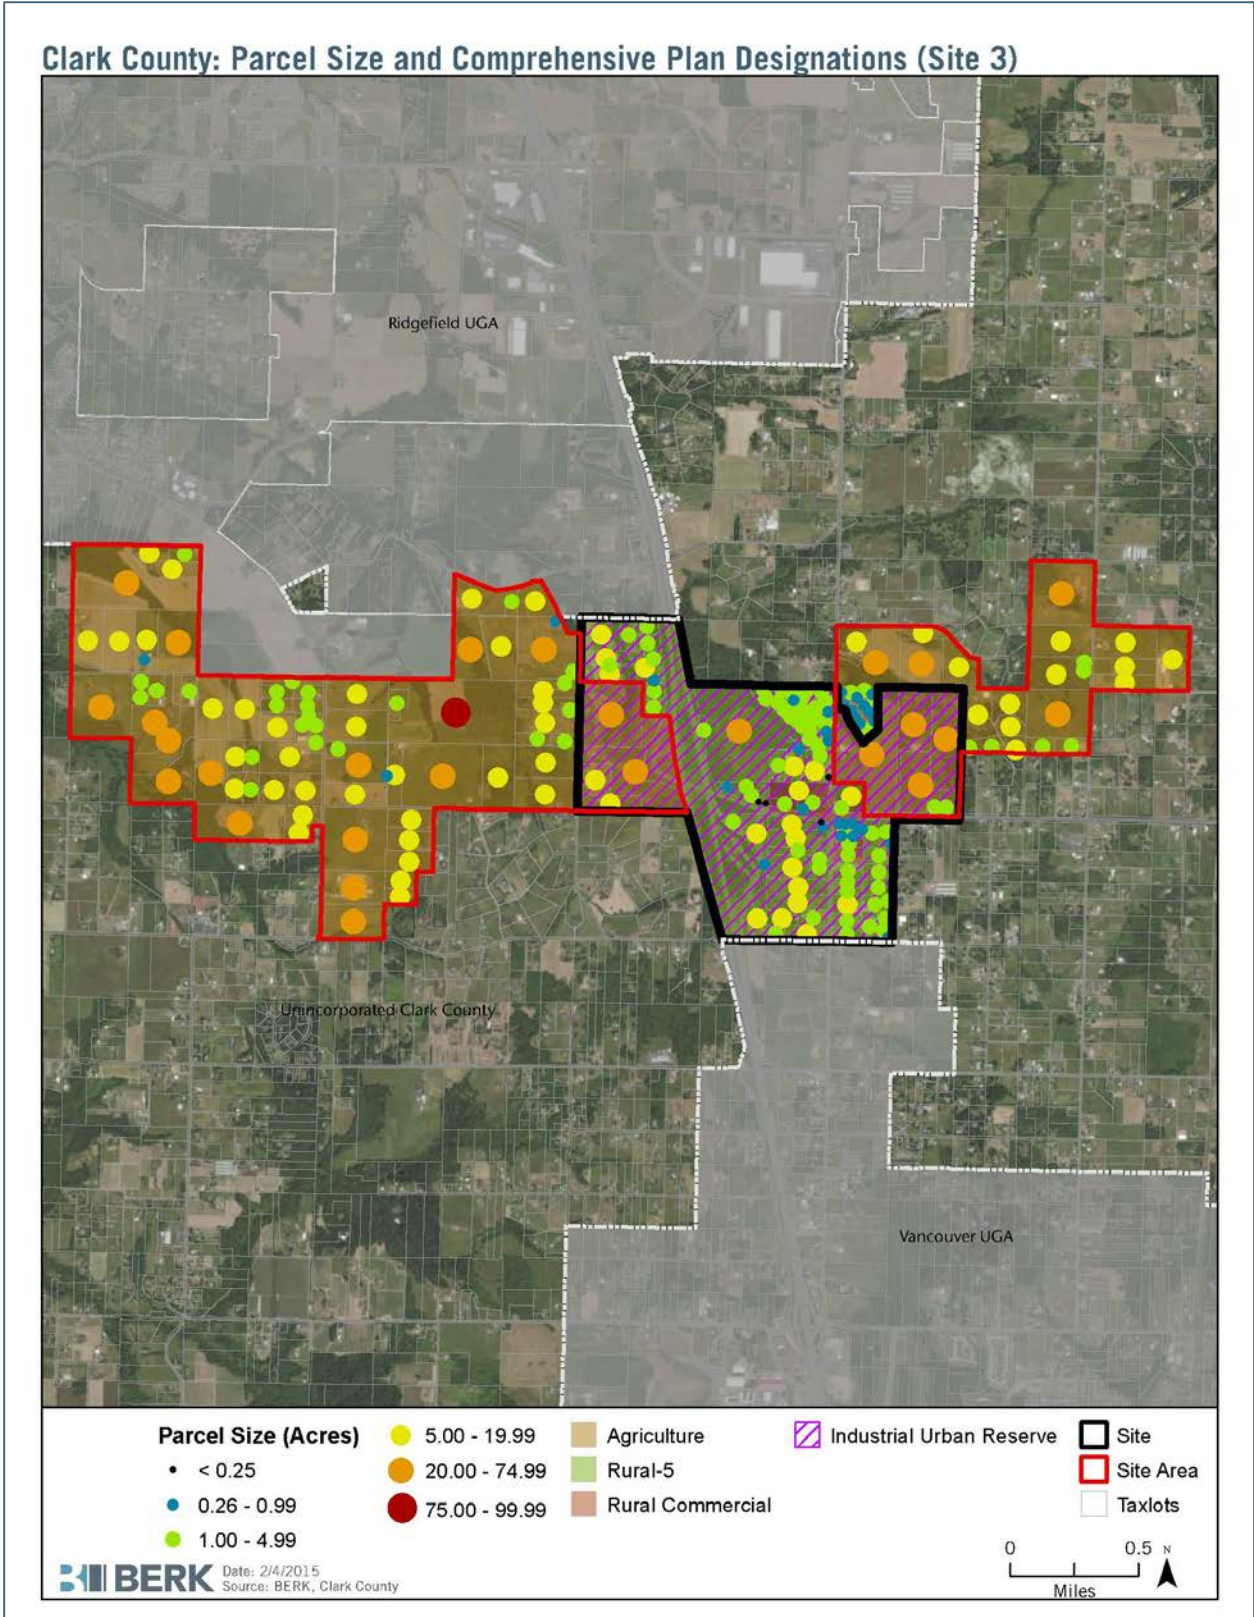 Clark County: Parcel Size and Comprehensive Plan Designations (Site 3)
Ridgefield UGA
Unincorporated Clark County
Vancouver UGA
Parcel Size (Acres)
< 0.25
0.26 - 0.99
1.00 - 4.99
5.00 - 19.99
20.00 - 74.99
75.00 - 99.99
Agriculture
Rural-5
Rural Commercial
Industrial Urban Reserve
Site
Site Area
Taxlots
BERK
Date: 2/4/2015
Source: BERK, Clark County
0 0.5
Miles
N